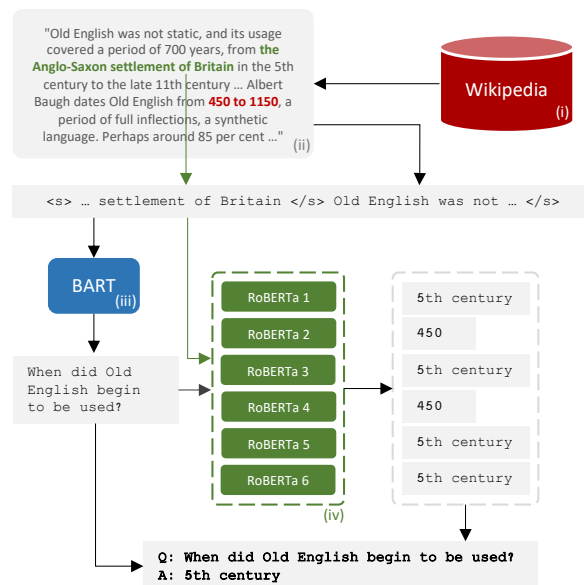 "Old English was not static, and its usage
covered a period of 700 years, from the
Anglo-Saxon settlement of Britain in the 5th
century to the late 11th century … Albert
Baugh dates Old English from 450 to 1150, a
period of full inflections, a synthetic
language. Perhaps around 85 per cent …"
(ii)
Wikipedia
(i)
<s> … settlement of Britain </s> Old English was not … </s>
BART
(iii)
When did Old
English begin
to be used?
RoBERTa 1
RoBERTa 2
RoBERTa 3
RoBERTa 4
RoBERTa 5
RoBERTa 6
(iv)
5th century
450
5th century
450
5th century
5th century
Q: When did Old English begin to be used?
A: 5th century